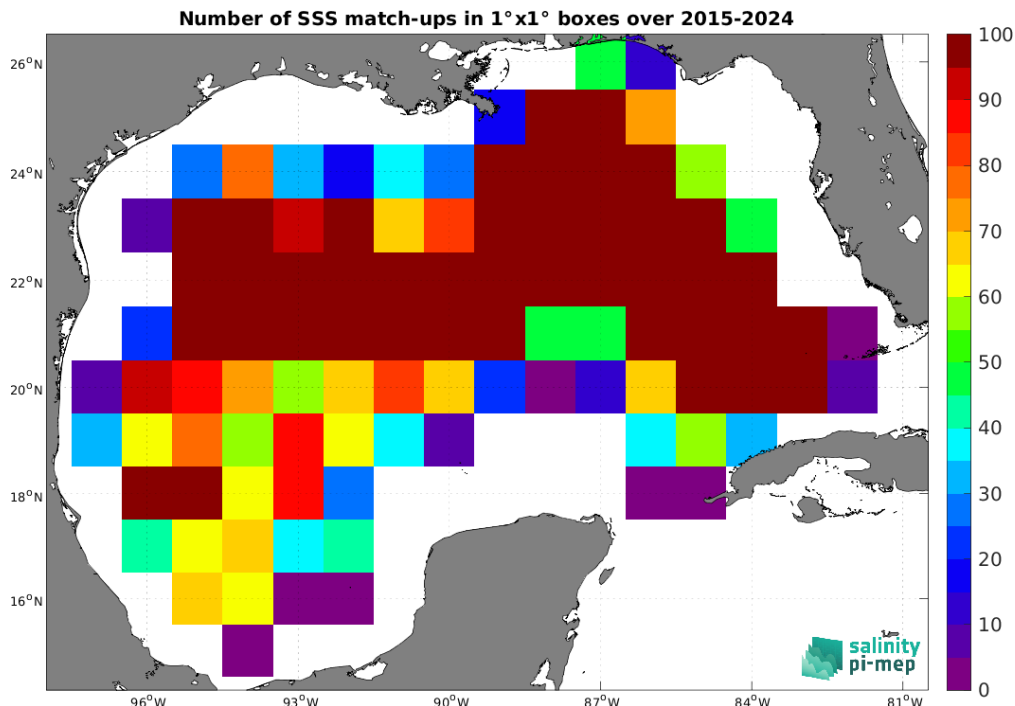 Number of SSS match-ups in 1°x1° boxes over 2015-2024
26°N
24°N
22°N
20°N
18°N
16°N
96°W
93°W
90°W
87°W
84°W
81°W
100
90
80
70
60
50
40
30
20
10
0
salinity
pi-mep